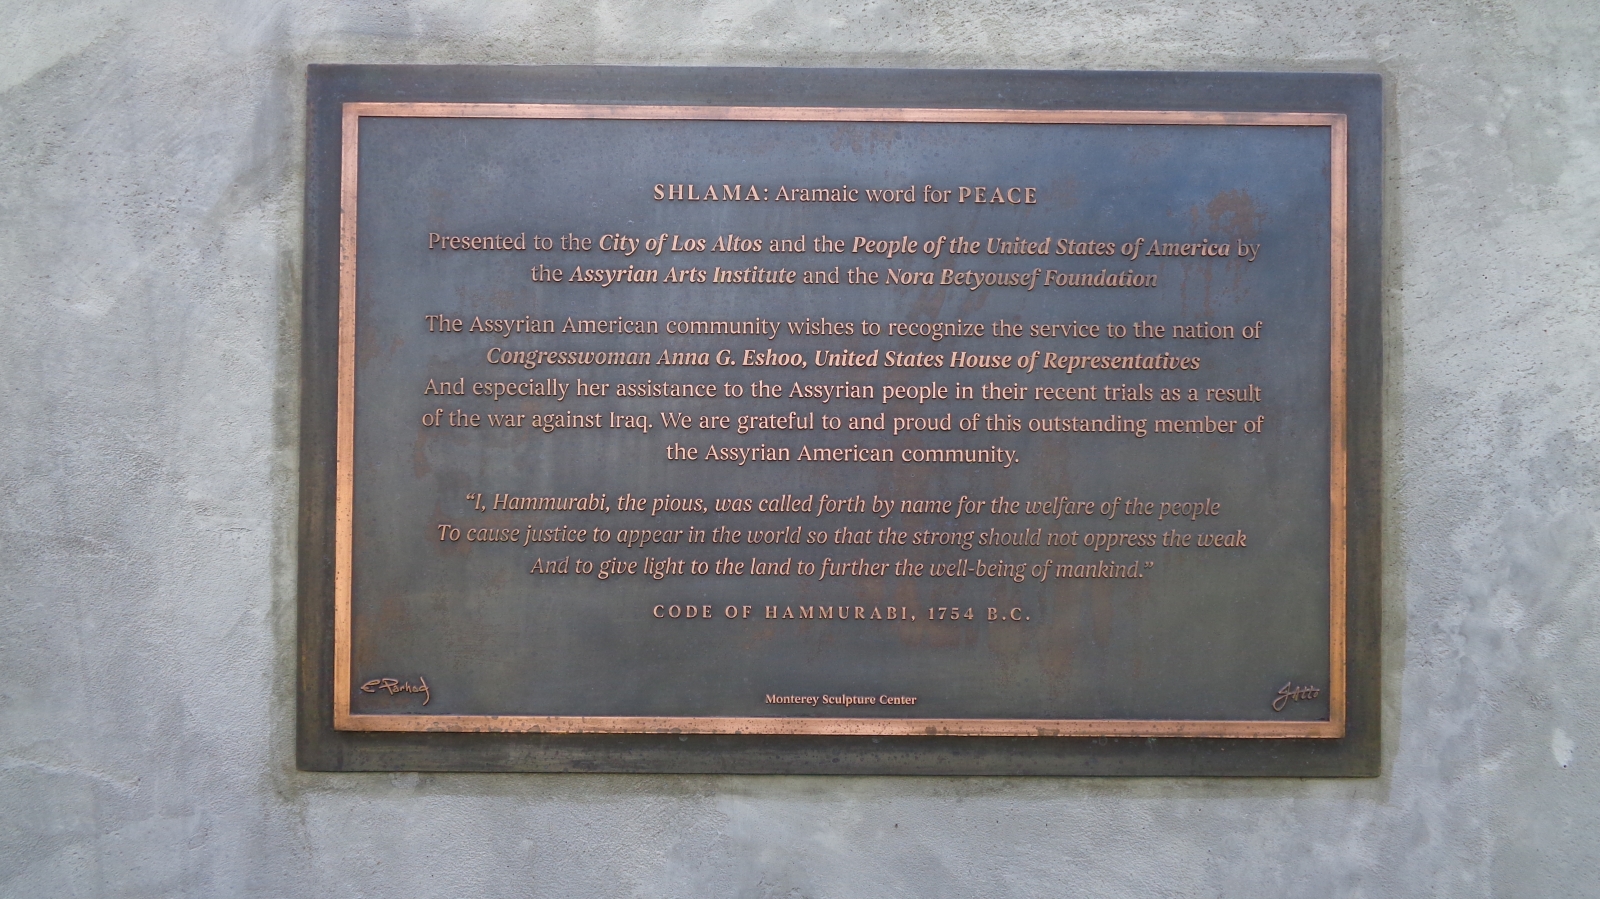 SHLAMA: Aramaic word for PEACE
Presented to the City of Los Altos and the People of the United States of America by
the Assyrian Arts Institute and the Nora Betyousef Foundation
The Assyrian American community wishes to recognize the service to the nation of
Congresswoman Anna G. Eshoo, United States House of Representatives
And especially her assistance to the Assyrian people in their recent trials as a result
of the war against Iraq. We are grateful to and proud of this outstanding member of
the Assyrian American community.
“I, Hammurabi, the pious, was called forth by name for the welfare of the people
To cause justice to appear in the world so that the strong should not oppress the weak
And to give light to the land to further the well-being of mankind.”
CODE OF HAMMURABI, 1754 B.C.
E Parhad
Monterey Sculpture Center